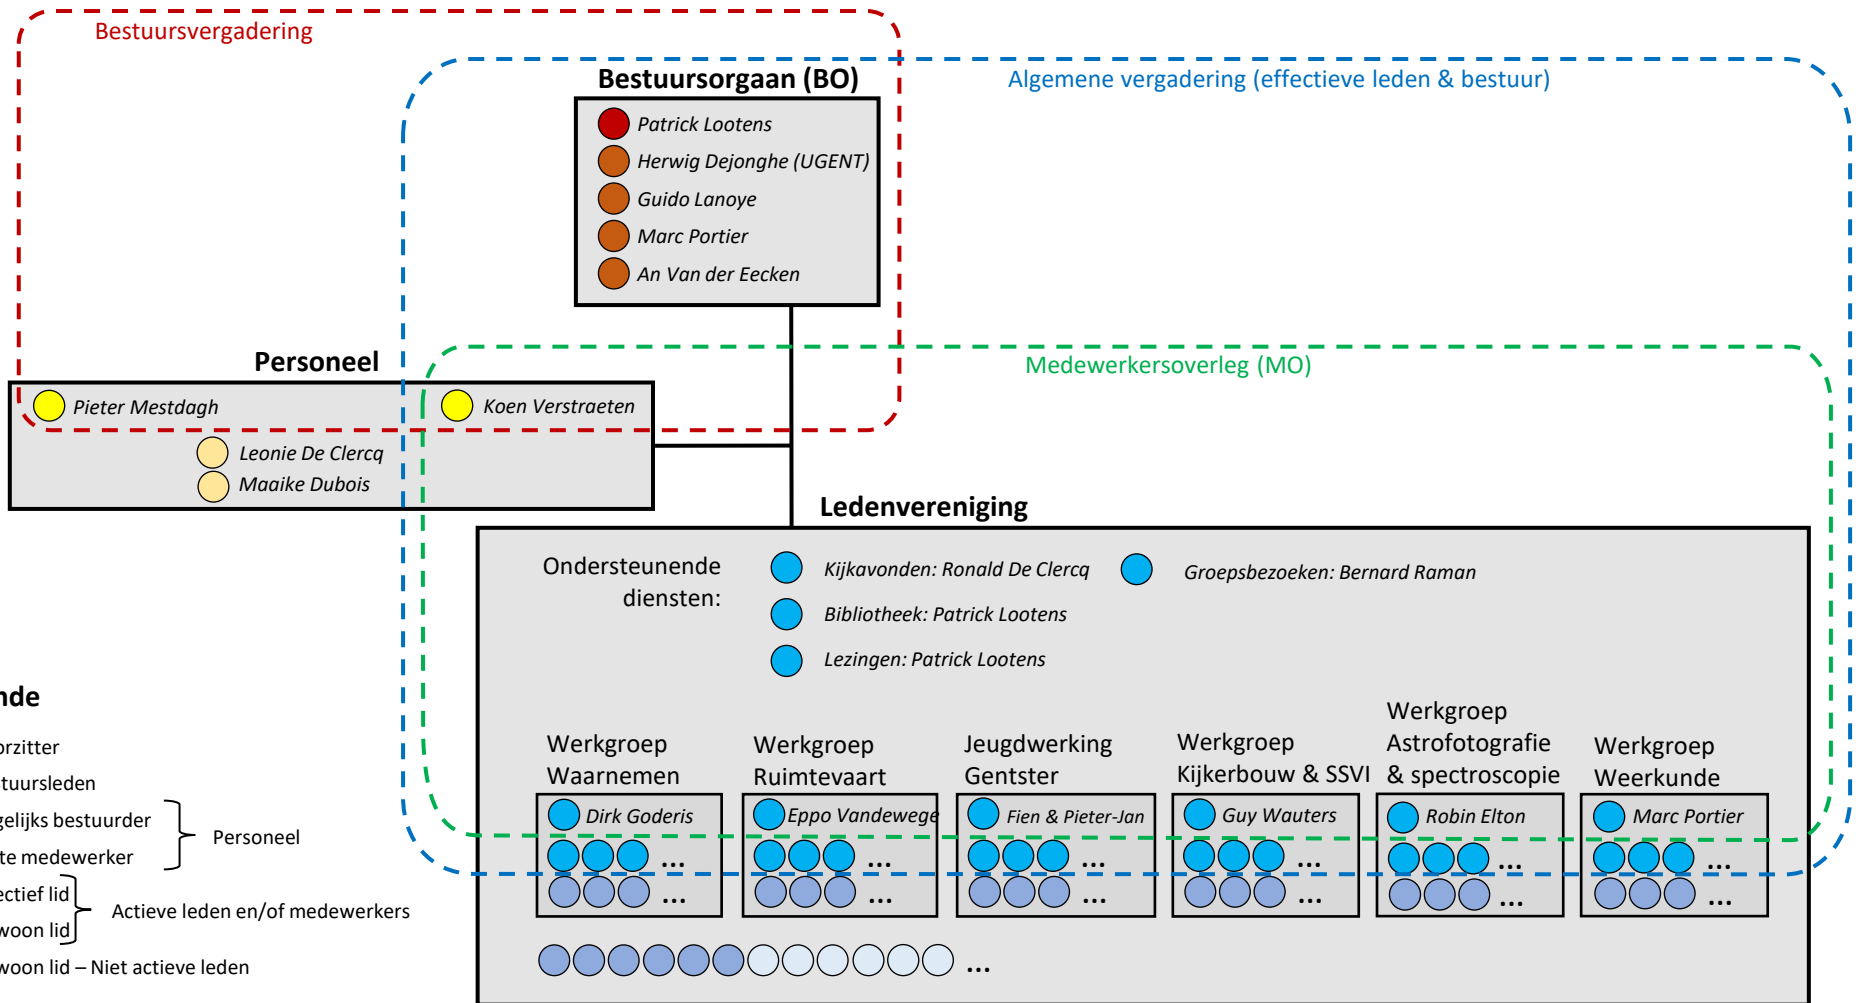 Bestuursvergadering
Bestuursorgaan (BO)
Algemene vergadering (effectieve leden & bestuur)
Patrick Lootens
Herwig Dejonghe (UGENT)
Guido Lanoye
Marc Portier
An Van der Eecken
Personeel
Medewerkersoverleg (MO)
Pieter Mestdagh
Koen Verstraeten
Leonie De Clercq
Maaike Dubois
Ledenvereniging
Ondersteunende
diensten:
Kijkavonden: Ronald De Clercq
Groepsbezoeken: Bernard Raman
Bibliotheek: Patrick Lootens
Lezingen: Patrick Lootens
Werkgroep
Waarnemen
Werkgroep
Ruimtevaart
Jeugdwerking
Gentster
Werkgroep
Kijkerbouw & SSVI
Werkgroep
Astrofotografie
& spectroscopie
Werkgroep
Weerkunde
Dirk Goderis
Eppo Vandewege
Fien & Pieter-Jan
Guy Wauters
Robin Elton
Marc Portier
... ... ... ... ... ...
... ... ... ... ... ...
...
nde
orzitter
stuursleden
gelijks bestuurder
te medewerker
Personeel
ectief lid
woon lid
Actieve leden en/of medewerkers
woon lid – Niet actieve leden